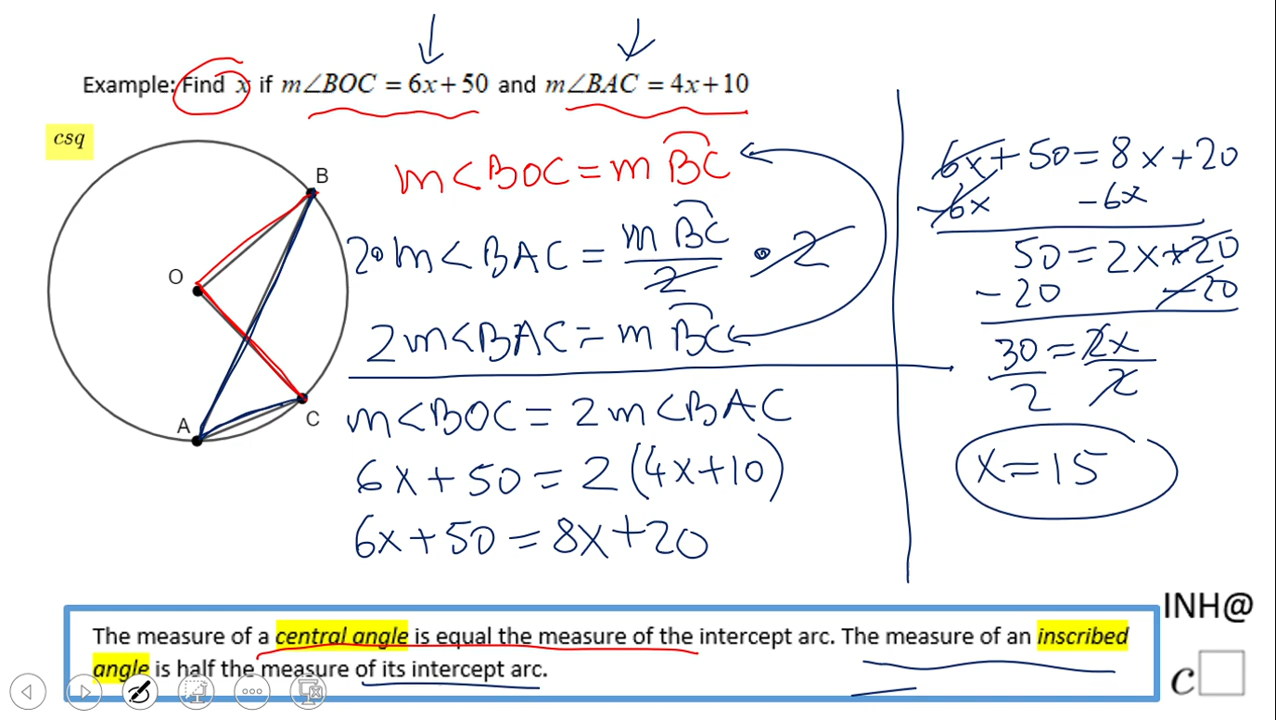 Example: Find x if m∠BOC = 6x+50 and m∠BAC = 4x+10
csq
B
O
A
C
m<BOC = m BC
2• m<BAC = m BC / 2 • 2
2m<BAC = m BC
m<BOC = 2m<BAC
6x + 50 = 2(4x+10)
6x + 50 = 8x + 20
6x + 50 = 8x + 20
-6x -6x
50 = 2x + 20
- 20 - 20
30 = 2x
2 2
x = 15
The measure of a central angle is equal the measure of the intercept arc. The measure of an inscribed
angle is half the measure of its intercept arc.
INH@
c